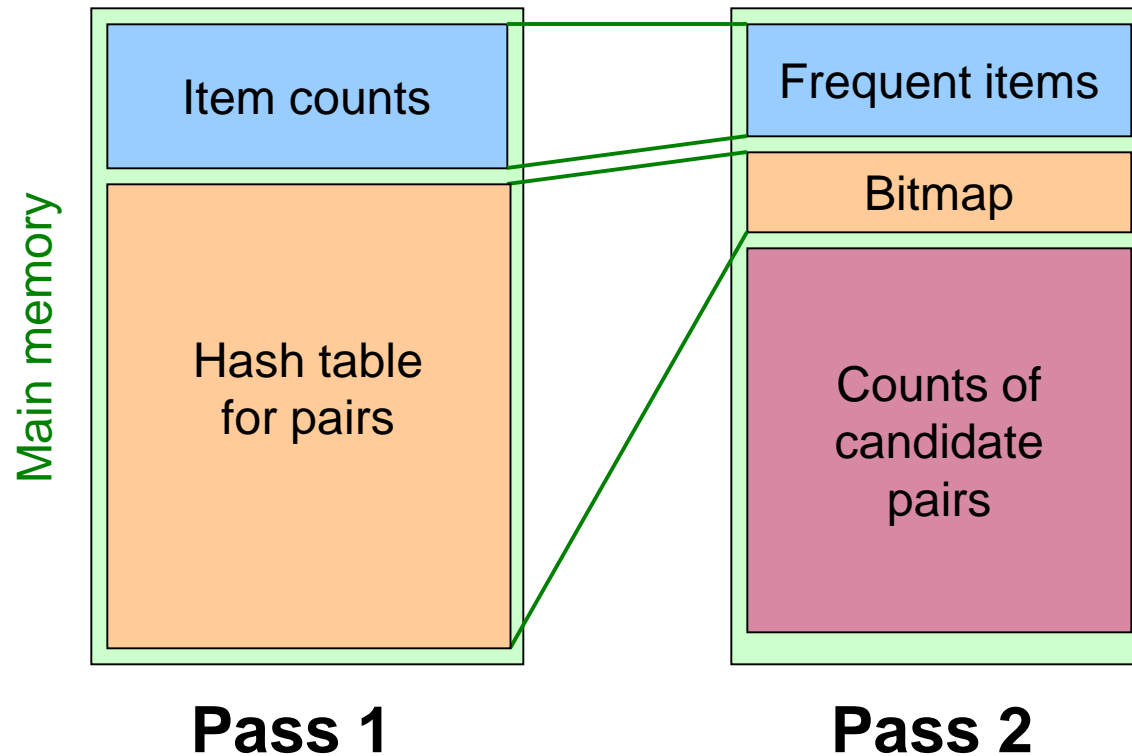 Main memory
Item counts
Hash table
for pairs
Pass 1
Frequent items
Bitmap
Counts of
candidate
pairs
Pass 2